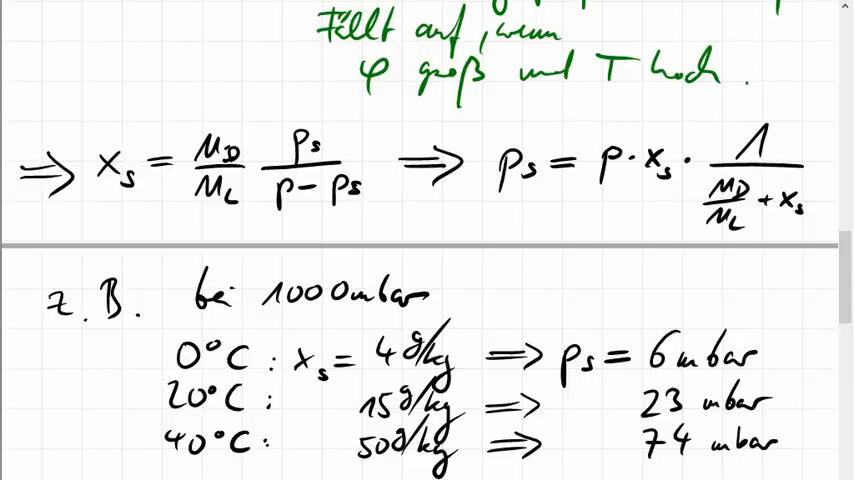 Fällt auf, wenn
φ groß und T hoch.
⇒ x_s = M_D/M_L · p_s/(p − p_s) ⇒ p_s = p · x_s · 1/(M_D/M_L + x_s)
z. B. bei 1000 mbar
0°C : x_s = 4 g/kg ⇒ p_s = 6 mbar
20°C : 15 g/kg ⇒ 23 mbar
40°C : 50 g/kg ⇒ 74 mbar